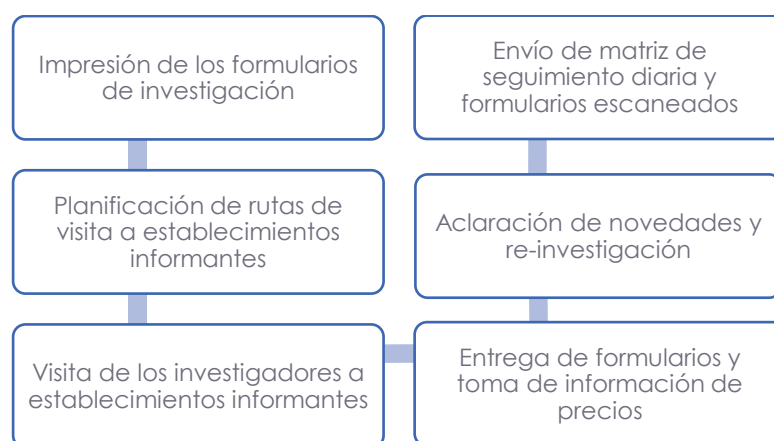 Impresión de los formularios
de investigación
Planificación de rutas de
visita a establecimientos
informantes
Visita de los investigadores a
establecimientos informantes
Entrega de formularios y
toma de información de
precios
Aclaración de novedades y
re-investigación
Envío de matriz de
seguimiento diaria y
formularios escaneados